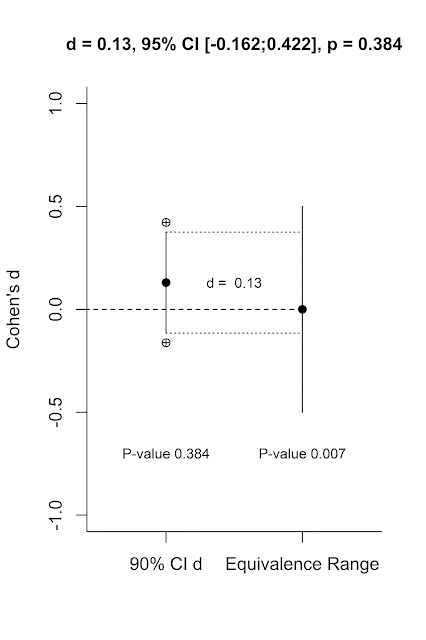 d = 0.13, 95% CI [-0.162;0.422], p = 0.384
1.0
0.5
0.0
-0.5
-1.0
Cohen's d
d = 0.13
P-value 0.384
P-value 0.007
90% CI d
Equivalence Range